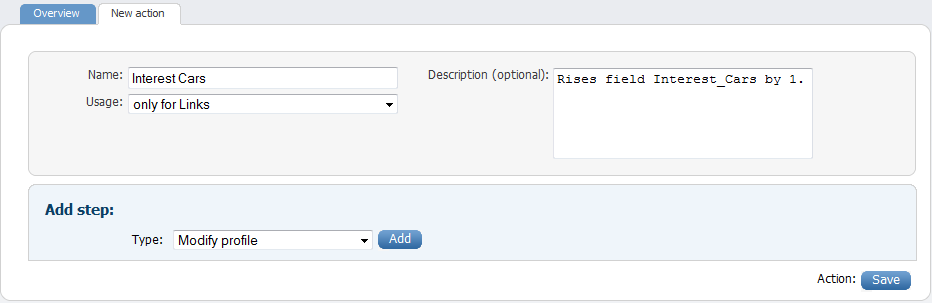 Overview New action
Name: Interest Cars Description (optional): Rises field Interest_Cars by 1.
Usage: only for Links
Add step:
Type: Modify profile Add
Action: Save